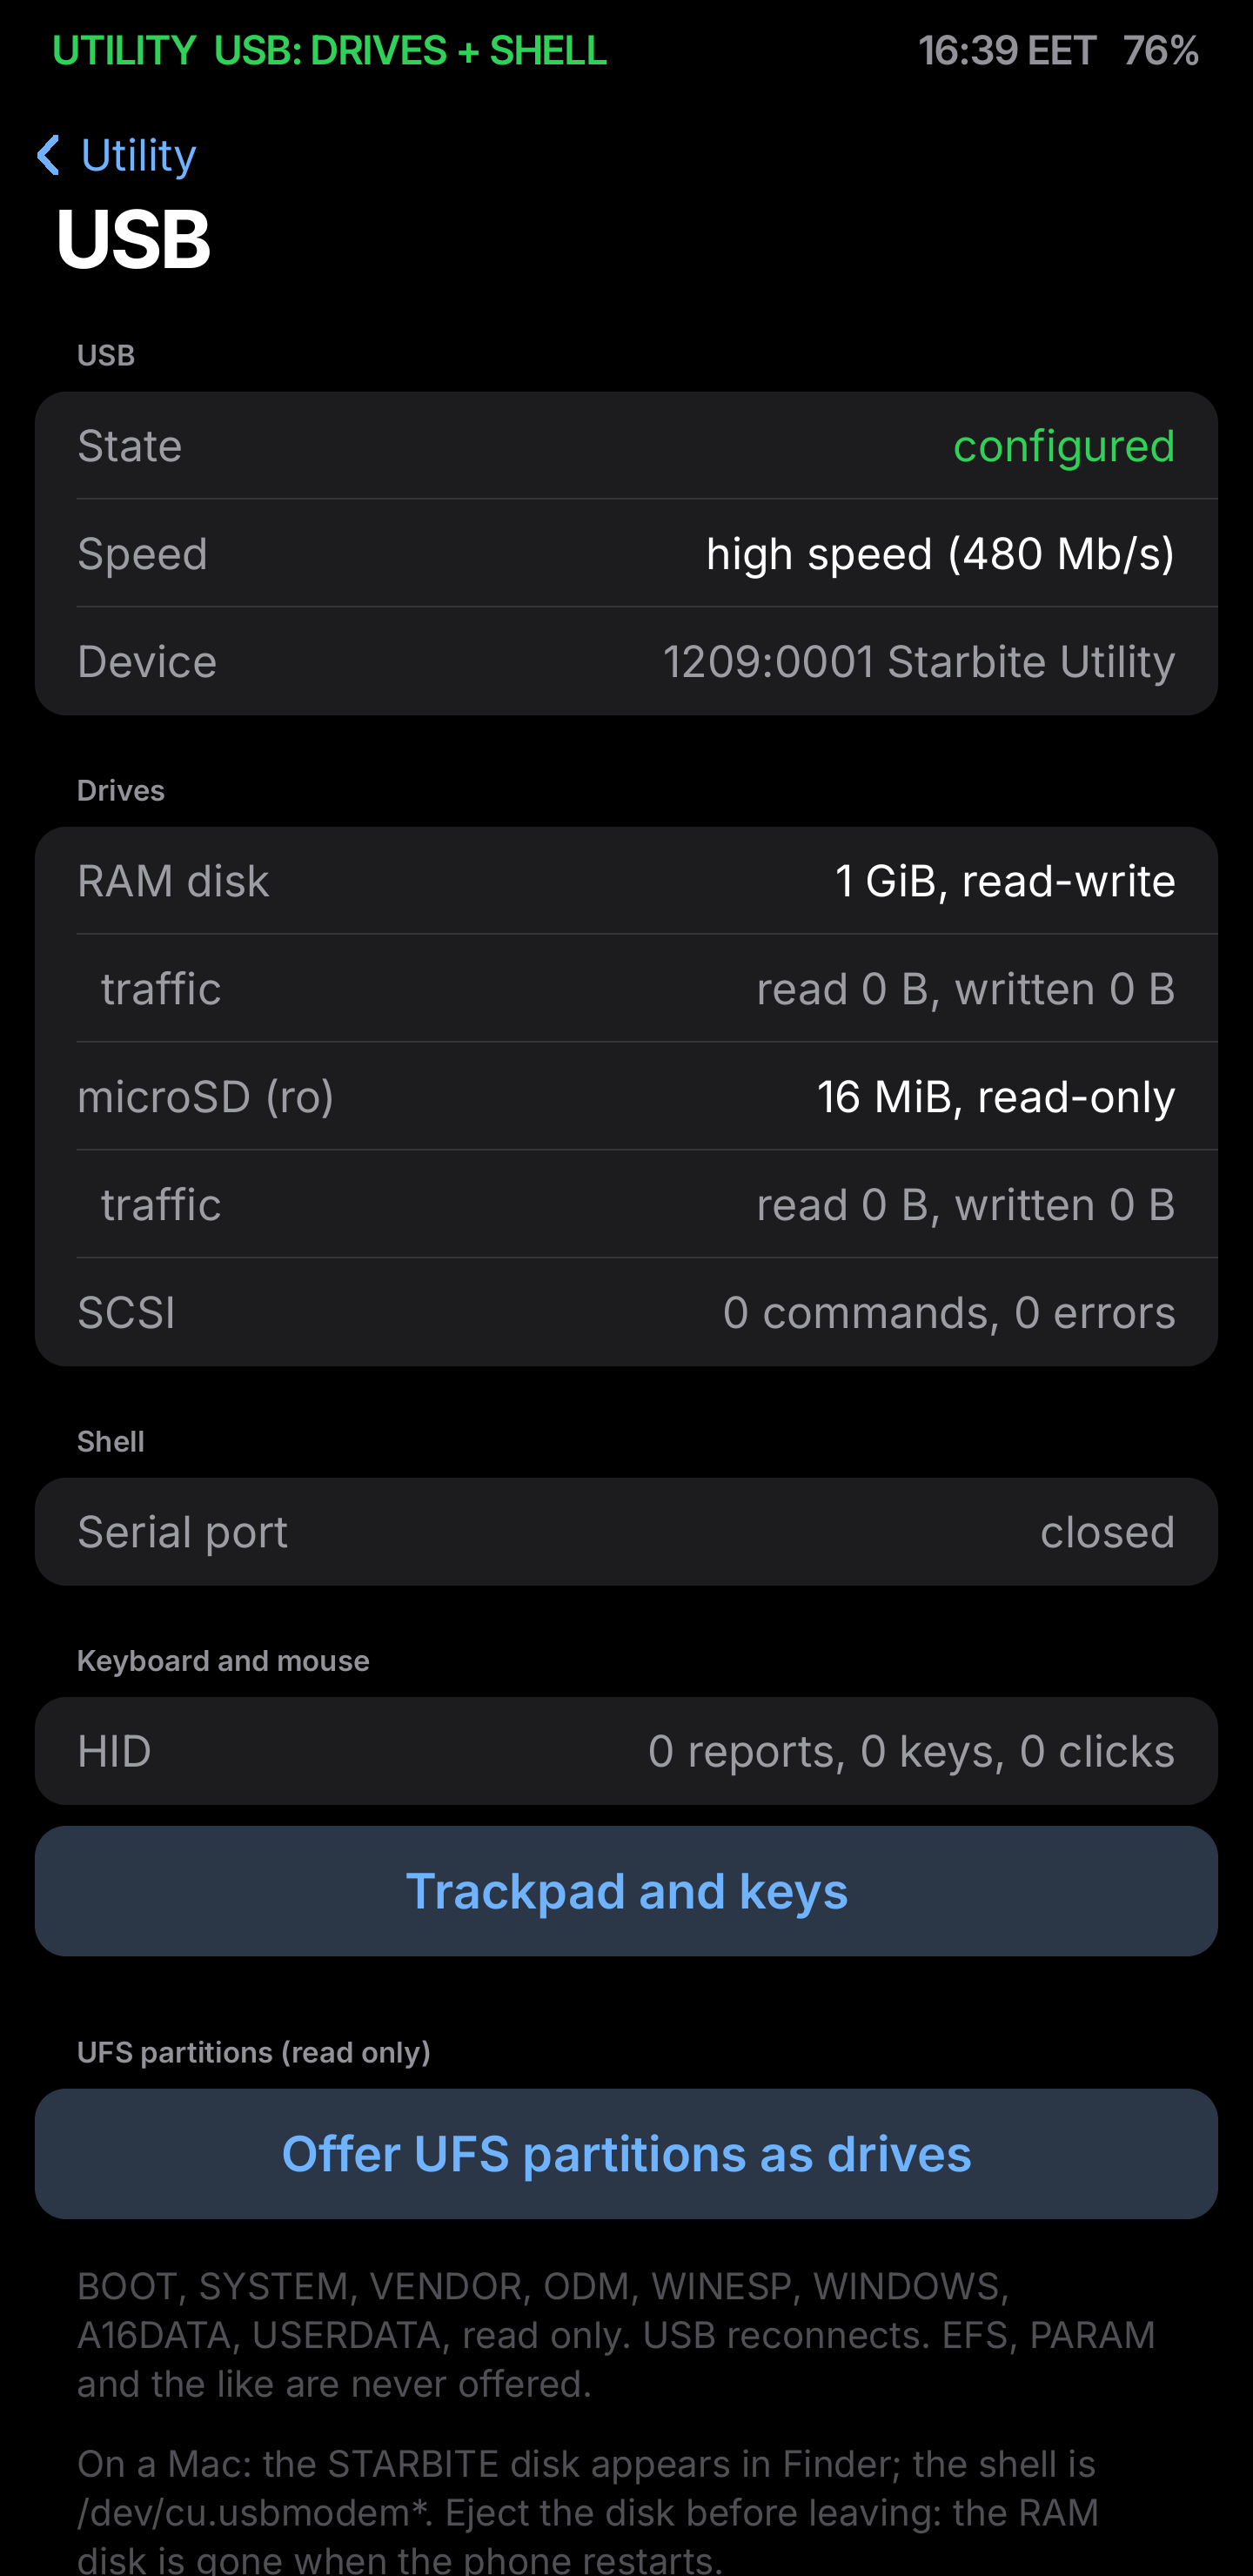 UTILITY USB: DRIVES + SHELL 16:39 EET 76%
Utility
USB
USB
State configured
Speed high speed (480 Mb/s)
Device 1209:0001 Starbite Utility
Drives
RAM disk 1 GiB, read-write
traffic read 0 B, written 0 B
microSD (ro) 16 MiB, read-only
traffic read 0 B, written 0 B
SCSI 0 commands, 0 errors
Shell
Serial port closed
Keyboard and mouse
HID 0 reports, 0 keys, 0 clicks
Trackpad and keys
UFS partitions (read only)
Offer UFS partitions as drives
BOOT, SYSTEM, VENDOR, ODM, WINESP, WINDOWS,
A16DATA, USERDATA, read only. USB reconnects. EFS, PARAM
and the like are never offered.
On a Mac: the STARBITE disk appears in Finder; the shell is
/dev/cu.usbmodem*. Eject the disk before leaving: the RAM
disk is gone when the phone restarts.